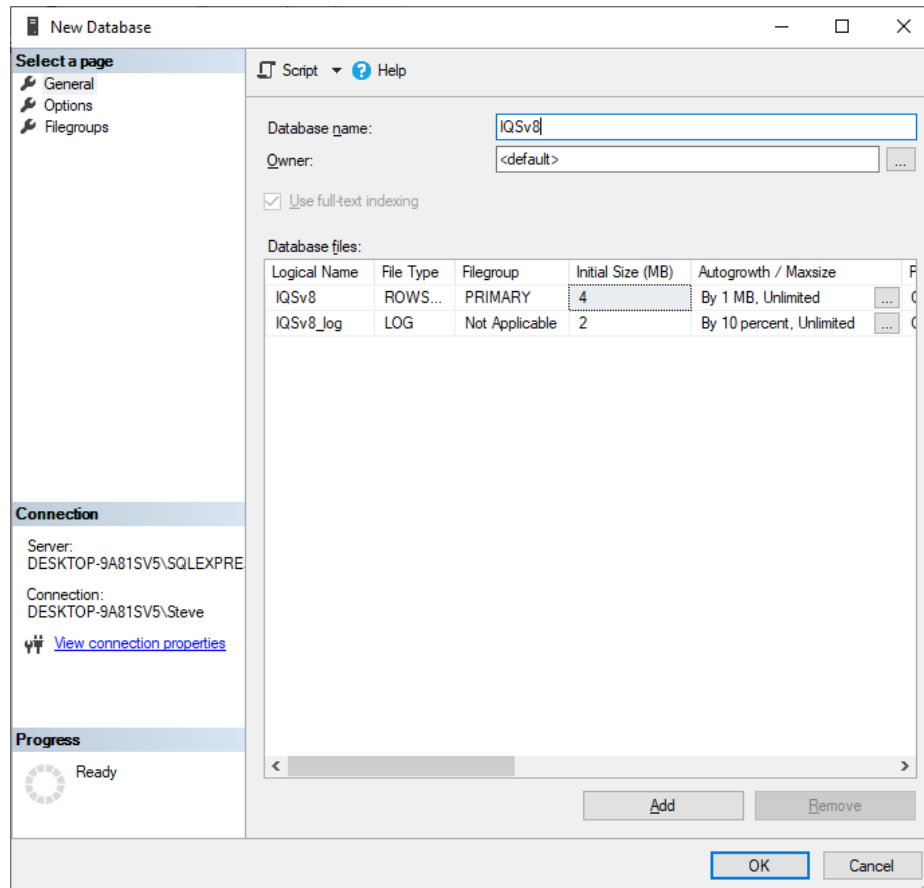 New Database
Select a page
General
Options
Filegroups
Script
Help
Database name:
IQSv8
Owner:
<default>
...
Use full-text indexing
Database files:
Logical Name File Type Filegroup Initial Size (MB) Autogrowth / Maxsize
IQSv8 ROWS... PRIMARY 4 By 1 MB, Unlimited ...
IQSv8_log LOG Not Applicable 2 By 10 percent, Unlimited ...
Connection
Server:
DESKTOP-9A81SV5\SQLEXPRE
Connection:
DESKTOP-9A81SV5\Steve
View connection properties
Progress
Ready
Add Remove
OK Cancel